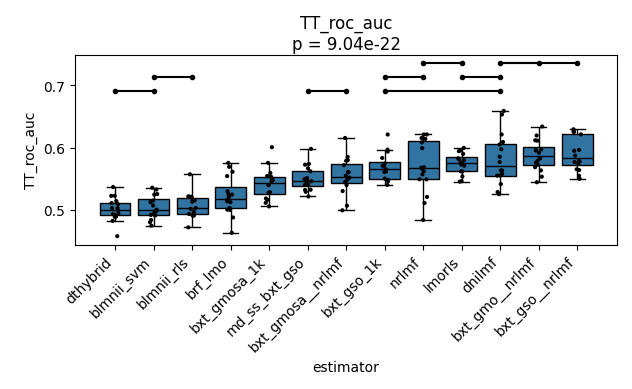 TT_roc_auc
p = 9.04e-22
TT_roc_auc
0.7
0.6
0.5
dthybrid
blmnii_svm
blmnii_rls
brf_lmo
bxt_gmosa_1k
md_ss_bxt_gso
bxt_gmosa__nrlmf
bxt_gso_1k
nrlmf
lmorls
dnilmf
bxt_gmo__nrlmf
bxt_gso__nrlmf
estimator